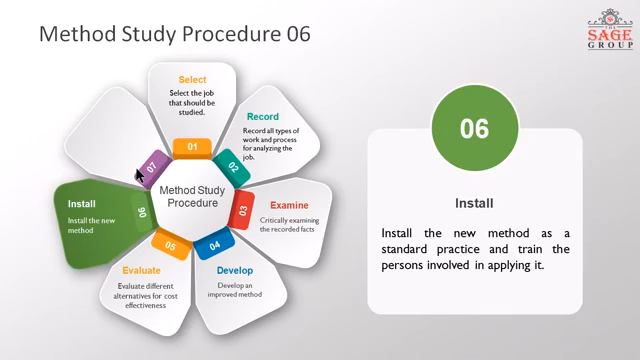 Method Study Procedure 06
THE
SAGE
GROUP
Select
Select the job
that should be
studied.
01
Record
Record all types of
work and process
for analyzing the
job.
02
Examine
Critically examining
the recorded facts
03
Develop
Develop an
improved method
04
Evaluate
Evaluate different
alternatives for cost
effectiveness
05
Install
Install the new
method
06
07
Method Study
Procedure
06
Install
Install the new method as a
standard practice and train the
persons involved in applying it.